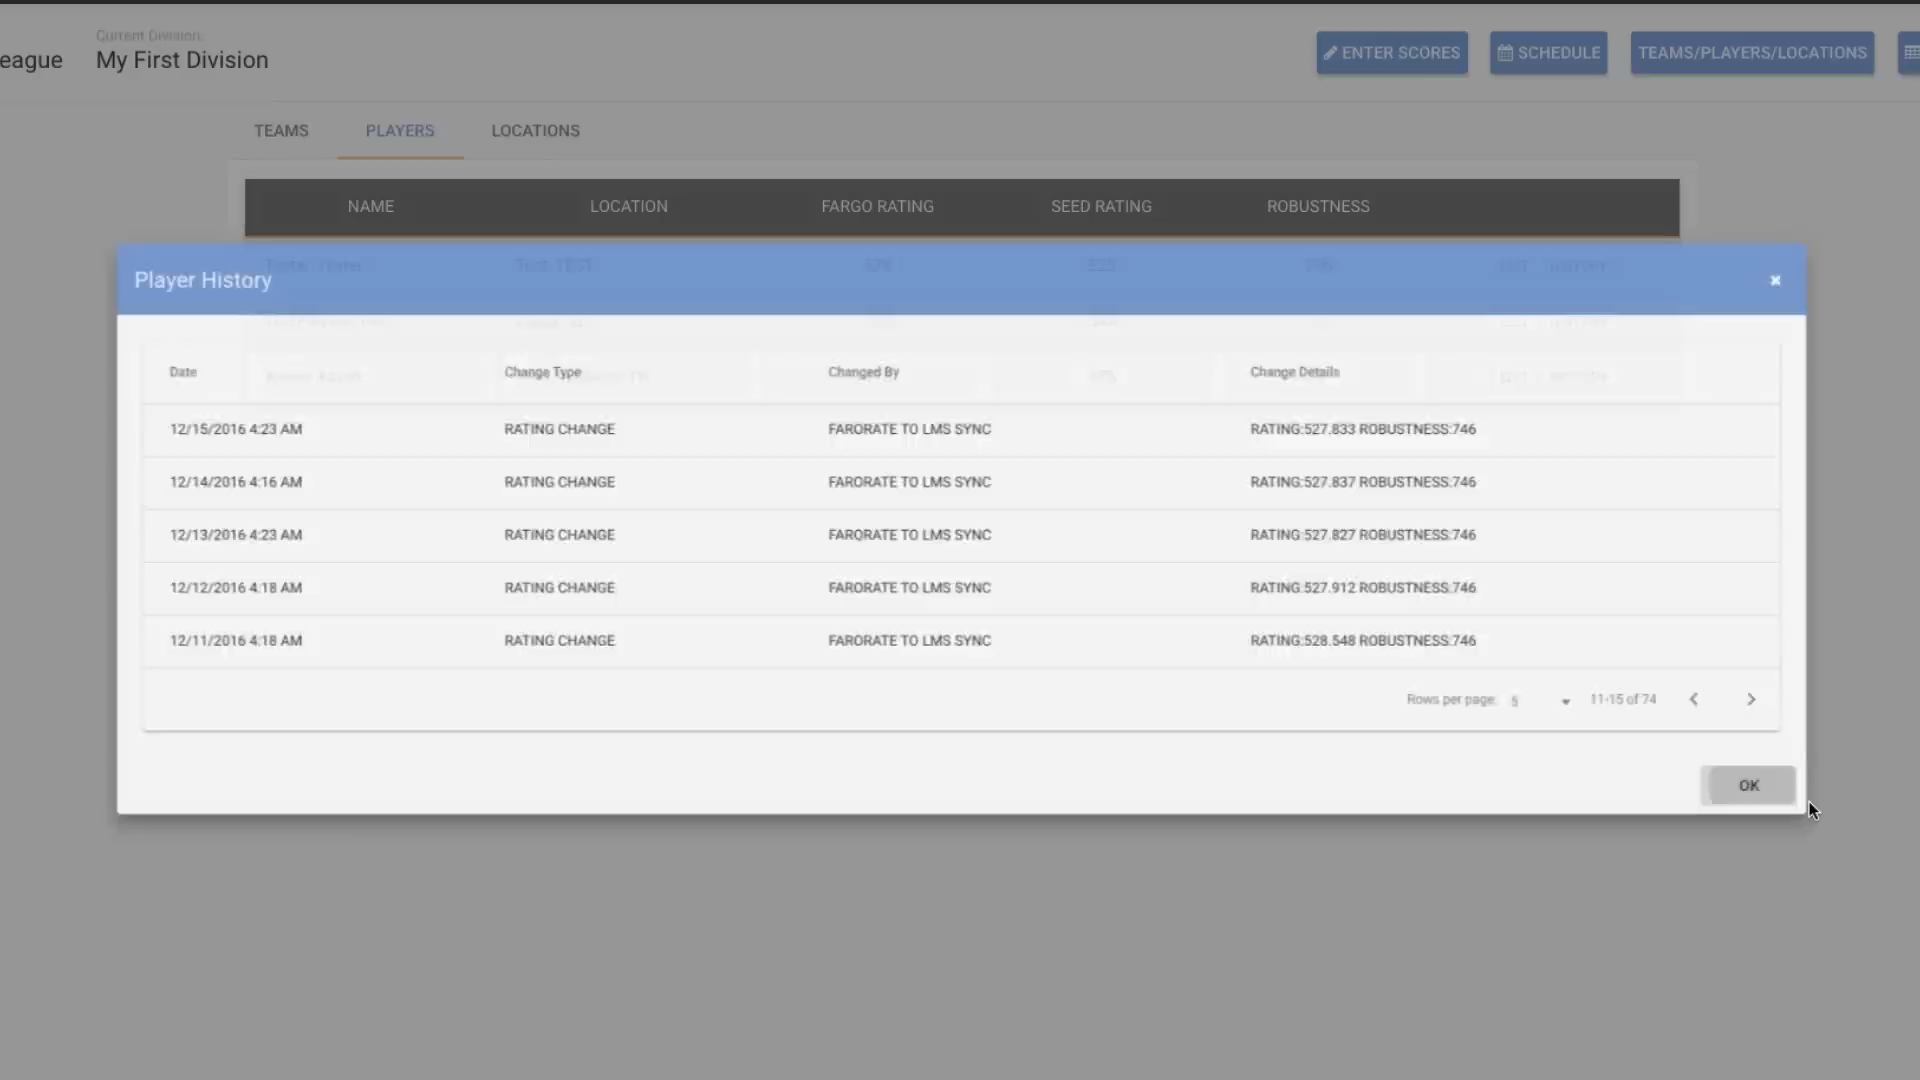 Current Division:
eague My First Division
ENTER SCORES SCHEDULE TEAMS/PLAYERS/LOCATIONS
TEAMS PLAYERS LOCATIONS
NAME LOCATION FARGO RATING SEED RATING ROBUSTNESS
Player History
Date Change Type Changed By Change Details
12/15/2016 4:23 AM RATING CHANGE FARORATE TO LMS SYNC RATING:527.833 ROBUSTNESS:746
12/14/2016 4:16 AM RATING CHANGE FARORATE TO LMS SYNC RATING:527.837 ROBUSTNESS:746
12/13/2016 4:23 AM RATING CHANGE FARORATE TO LMS SYNC RATING:527.827 ROBUSTNESS:746
12/12/2016 4:18 AM RATING CHANGE FARORATE TO LMS SYNC RATING:527.912 ROBUSTNESS:746
12/11/2016 4:18 AM RATING CHANGE FARORATE TO LMS SYNC RATING:528.548 ROBUSTNESS:746
Rows per page: 5 11-15 of 74
OK